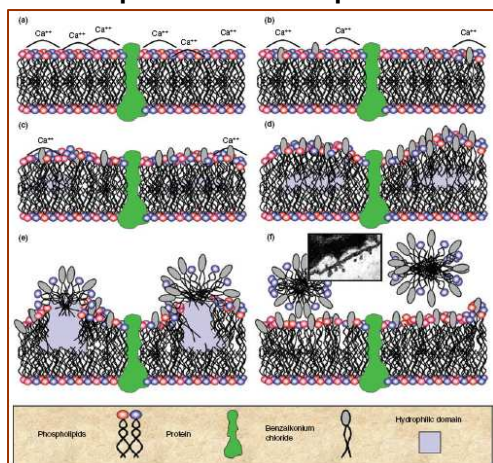 (a)
Ca++ Ca++ Ca++ Ca++ Ca++ Ca++
(b)
Ca++ Ca++ Ca++
(c)
Ca++ Ca++
(d)
(e)
(f)
Phospholipids
Protein
Benzalkonium
chloride
Hydrophilic domain